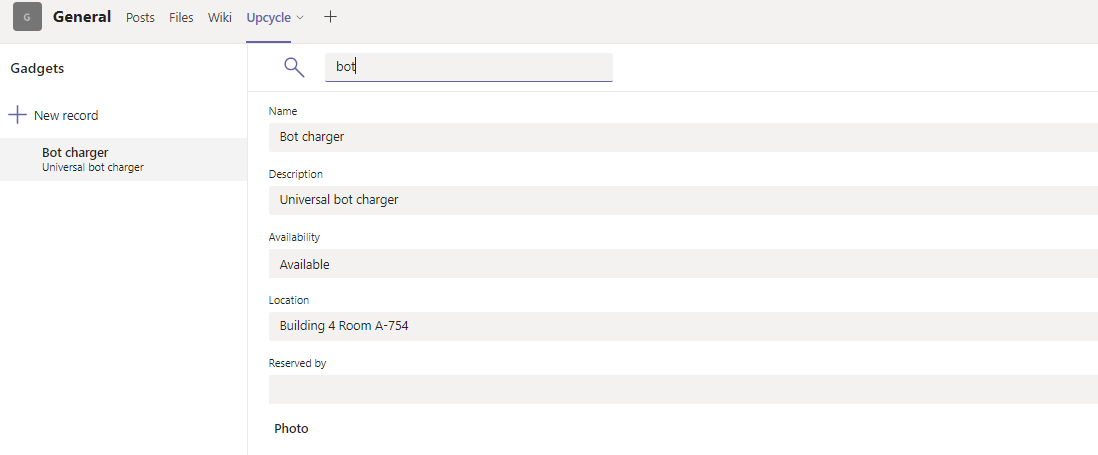 G General Posts Files Wiki Upcycle
Gadgets
bot
New record
Bot charger
Universal bot charger
Name
Bot charger
Description
Universal bot charger
Availability
Available
Location
Building 4 Room A-754
Reserved by
Photo